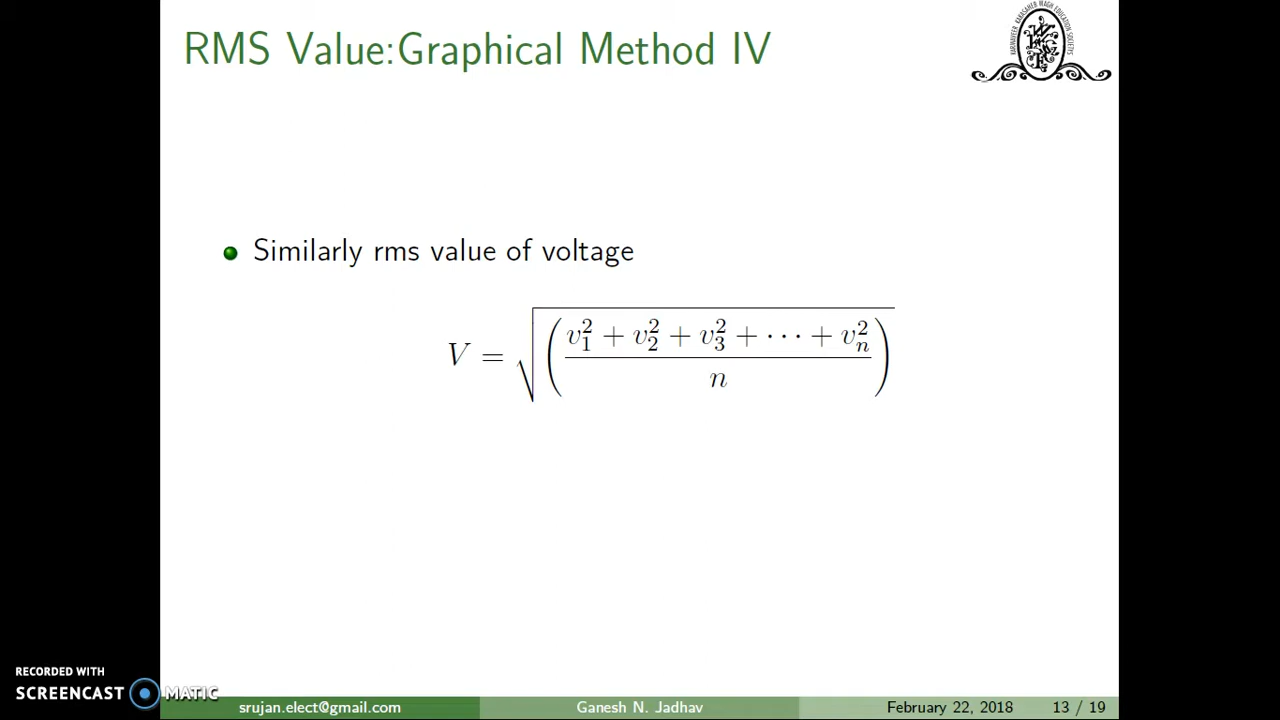 RMS Value:Graphical Method IV
Similarly rms value of voltage
V = √((v₁² + v₂² + v₃² + ··· + vₙ²) / n)
RECORDED WITH
SCREENCAST MATIC
srujan.elect@gmail.com Ganesh N. Jadhav February 22, 2018 13 / 19